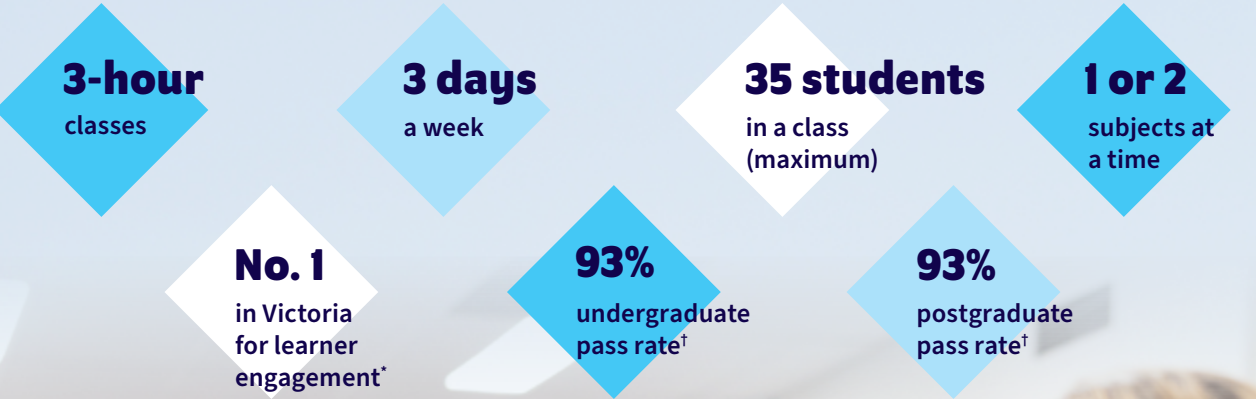 3-hour
classes
3 days
a week
35 students
in a class
(maximum)
1 or 2
subjects at
a time
No. 1
in Victoria
for learner
engagement*
93%
undergraduate
pass rate†
93%
postgraduate
pass rate†